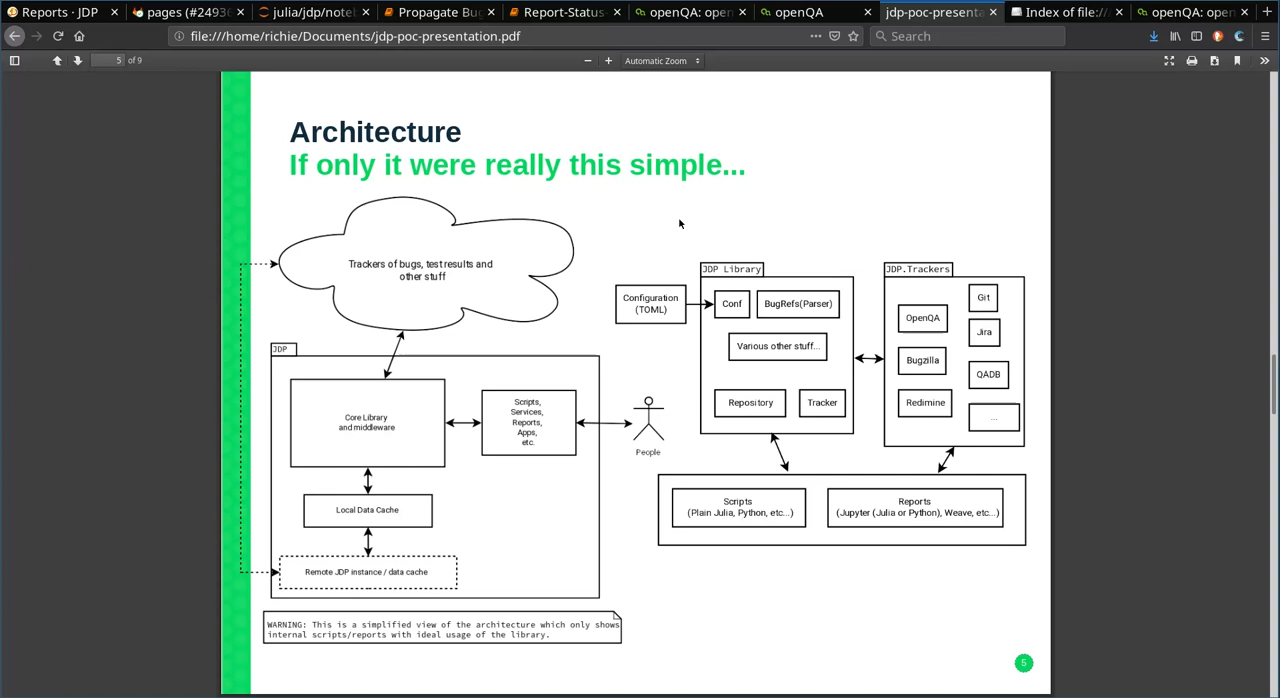 Reports · JDP
pages (#2493
julia/jdp/note
Propagate Bug
Report-Status-
openQA: open
openQA
jdp-poc-presenta
Index of file:///
openQA: open
file:///home/richie/Documents/jdp-poc-presentation.pdf
Search
5 of 9
Automatic Zoom
Architecture
If only it were really this simple...
Trackers of bugs, test results and
other stuff
JDP
Core Library
and middleware
Scripts,
Services,
Reports,
Apps,
etc.
People
Local Data Cache
Remote JDP instance / data cache
WARNING: This is a simplified view of the architecture which only shows
internal scripts/reports with ideal usage of the library.
Configuration
(TOML)
JDP Library
Conf
BugRefs(Parser)
Various other stuff...
Repository
Tracker
JDP.Trackers
Git
OpenQA
Jira
Bugzilla
QADB
Redimine
...
Scripts
(Plain Julia, Python, etc...)
Reports
(Jupyter (Julia or Python), Weave, etc...)
5